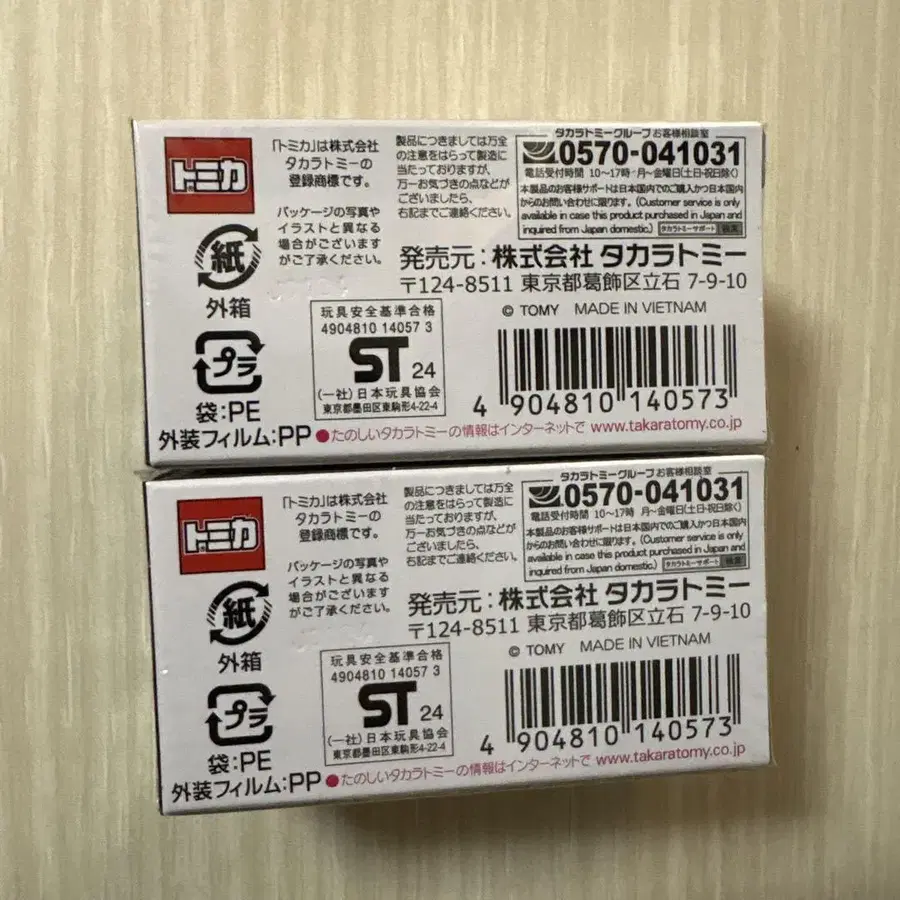 トミカ
「トミカ」は株式会社
タカラトミーの
登録商標です。
パッケージの写真や
イラストと異なる
場合がございます
がご了承ください。
製品につきましては万全
の注意をはらって製造に
当たっておりますが、
万一お気づきの点などが
ございましたら、
右記までご連絡ください。
タカラトミーグループお客様相談室
0570-041031
電話受付時間 10〜17時 月〜金曜日(土日・祝日除く)
本製品のお客様サポートは日本国内でのご購入かつ日本国内
からのお問い合わせに限ります。(Customer service is only
available in case this product purchased in Japan and
inquired from Japan domestic.) タカラトミーサポート 検索
発売元:株式会社 タカラトミー
〒124-8511 東京都葛飾区立石 7-9-10
© TOMY MADE IN VIETNAM
紙
外箱
プラ
袋:PE
外装フィルム:PP
玩具安全基準合格
4904810 14057 3
ST 24
(一社)日本玩具協会
東京都墨田区東駒形4-22-4
4 904810 140573
●たのしいタカラトミーの情報はインターネットで www.takaratomy.co.jp
トミカ
「トミカ」は株式会社
タカラトミーの
登録商標です。
パッケージの写真や
イラストと異なる
場合がございます
がご了承ください。
製品につきましては万全
の注意をはらって製造に
当たっておりますが、
万一お気づきの点などが
ございましたら、
右記までご連絡ください。
タカラトミーグループお客様相談室
0570-041031
電話受付時間 10〜17時 月〜金曜日(土日・祝日除く)
本製品のお客様サポートは日本国内でのご購入かつ日本国内
からのお問い合わせに限ります。(Customer service is only
available in case this product purchased in Japan and
inquired from Japan domestic.) タカラトミーサポート 検索
発売元:株式会社 タカラトミー
〒124-8511 東京都葛飾区立石 7-9-10
© TOMY MADE IN VIETNAM
紙
外箱
プラ
袋:PE
外装フィルム:PP
玩具安全基準合格
4904810 14057 3
ST 24
(一社)日本玩具協会
東京都墨田区東駒形4-22-4
4 904810 140573
●たのしいタカラトミーの情報はインターネットで www.takaratomy.co.jp